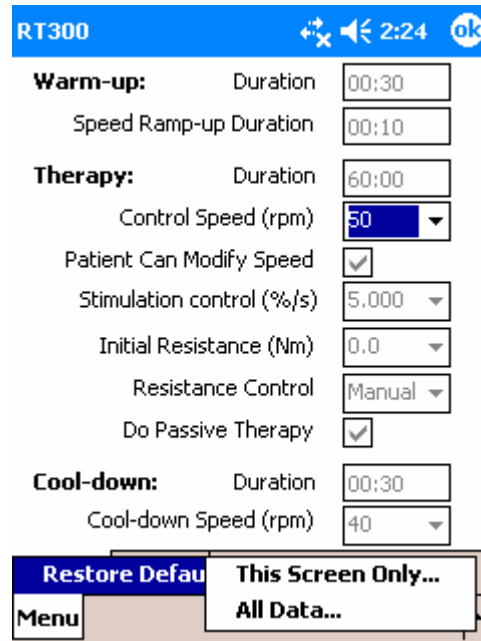 RT300 2:24 ok
Warm-up: Duration 00:30
Speed Ramp-up Duration 00:10
Therapy: Duration 60:00
Control Speed (rpm) 50
Patient Can Modify Speed
Stimulation control (%/s) 5.000
Initial Resistance (Nm) 0.0
Resistance Control Manual
Do Passive Therapy
Cool-down: Duration 00:30
Cool-down Speed (rpm) 40
Restore Defau This Screen Only...
Menu All Data...